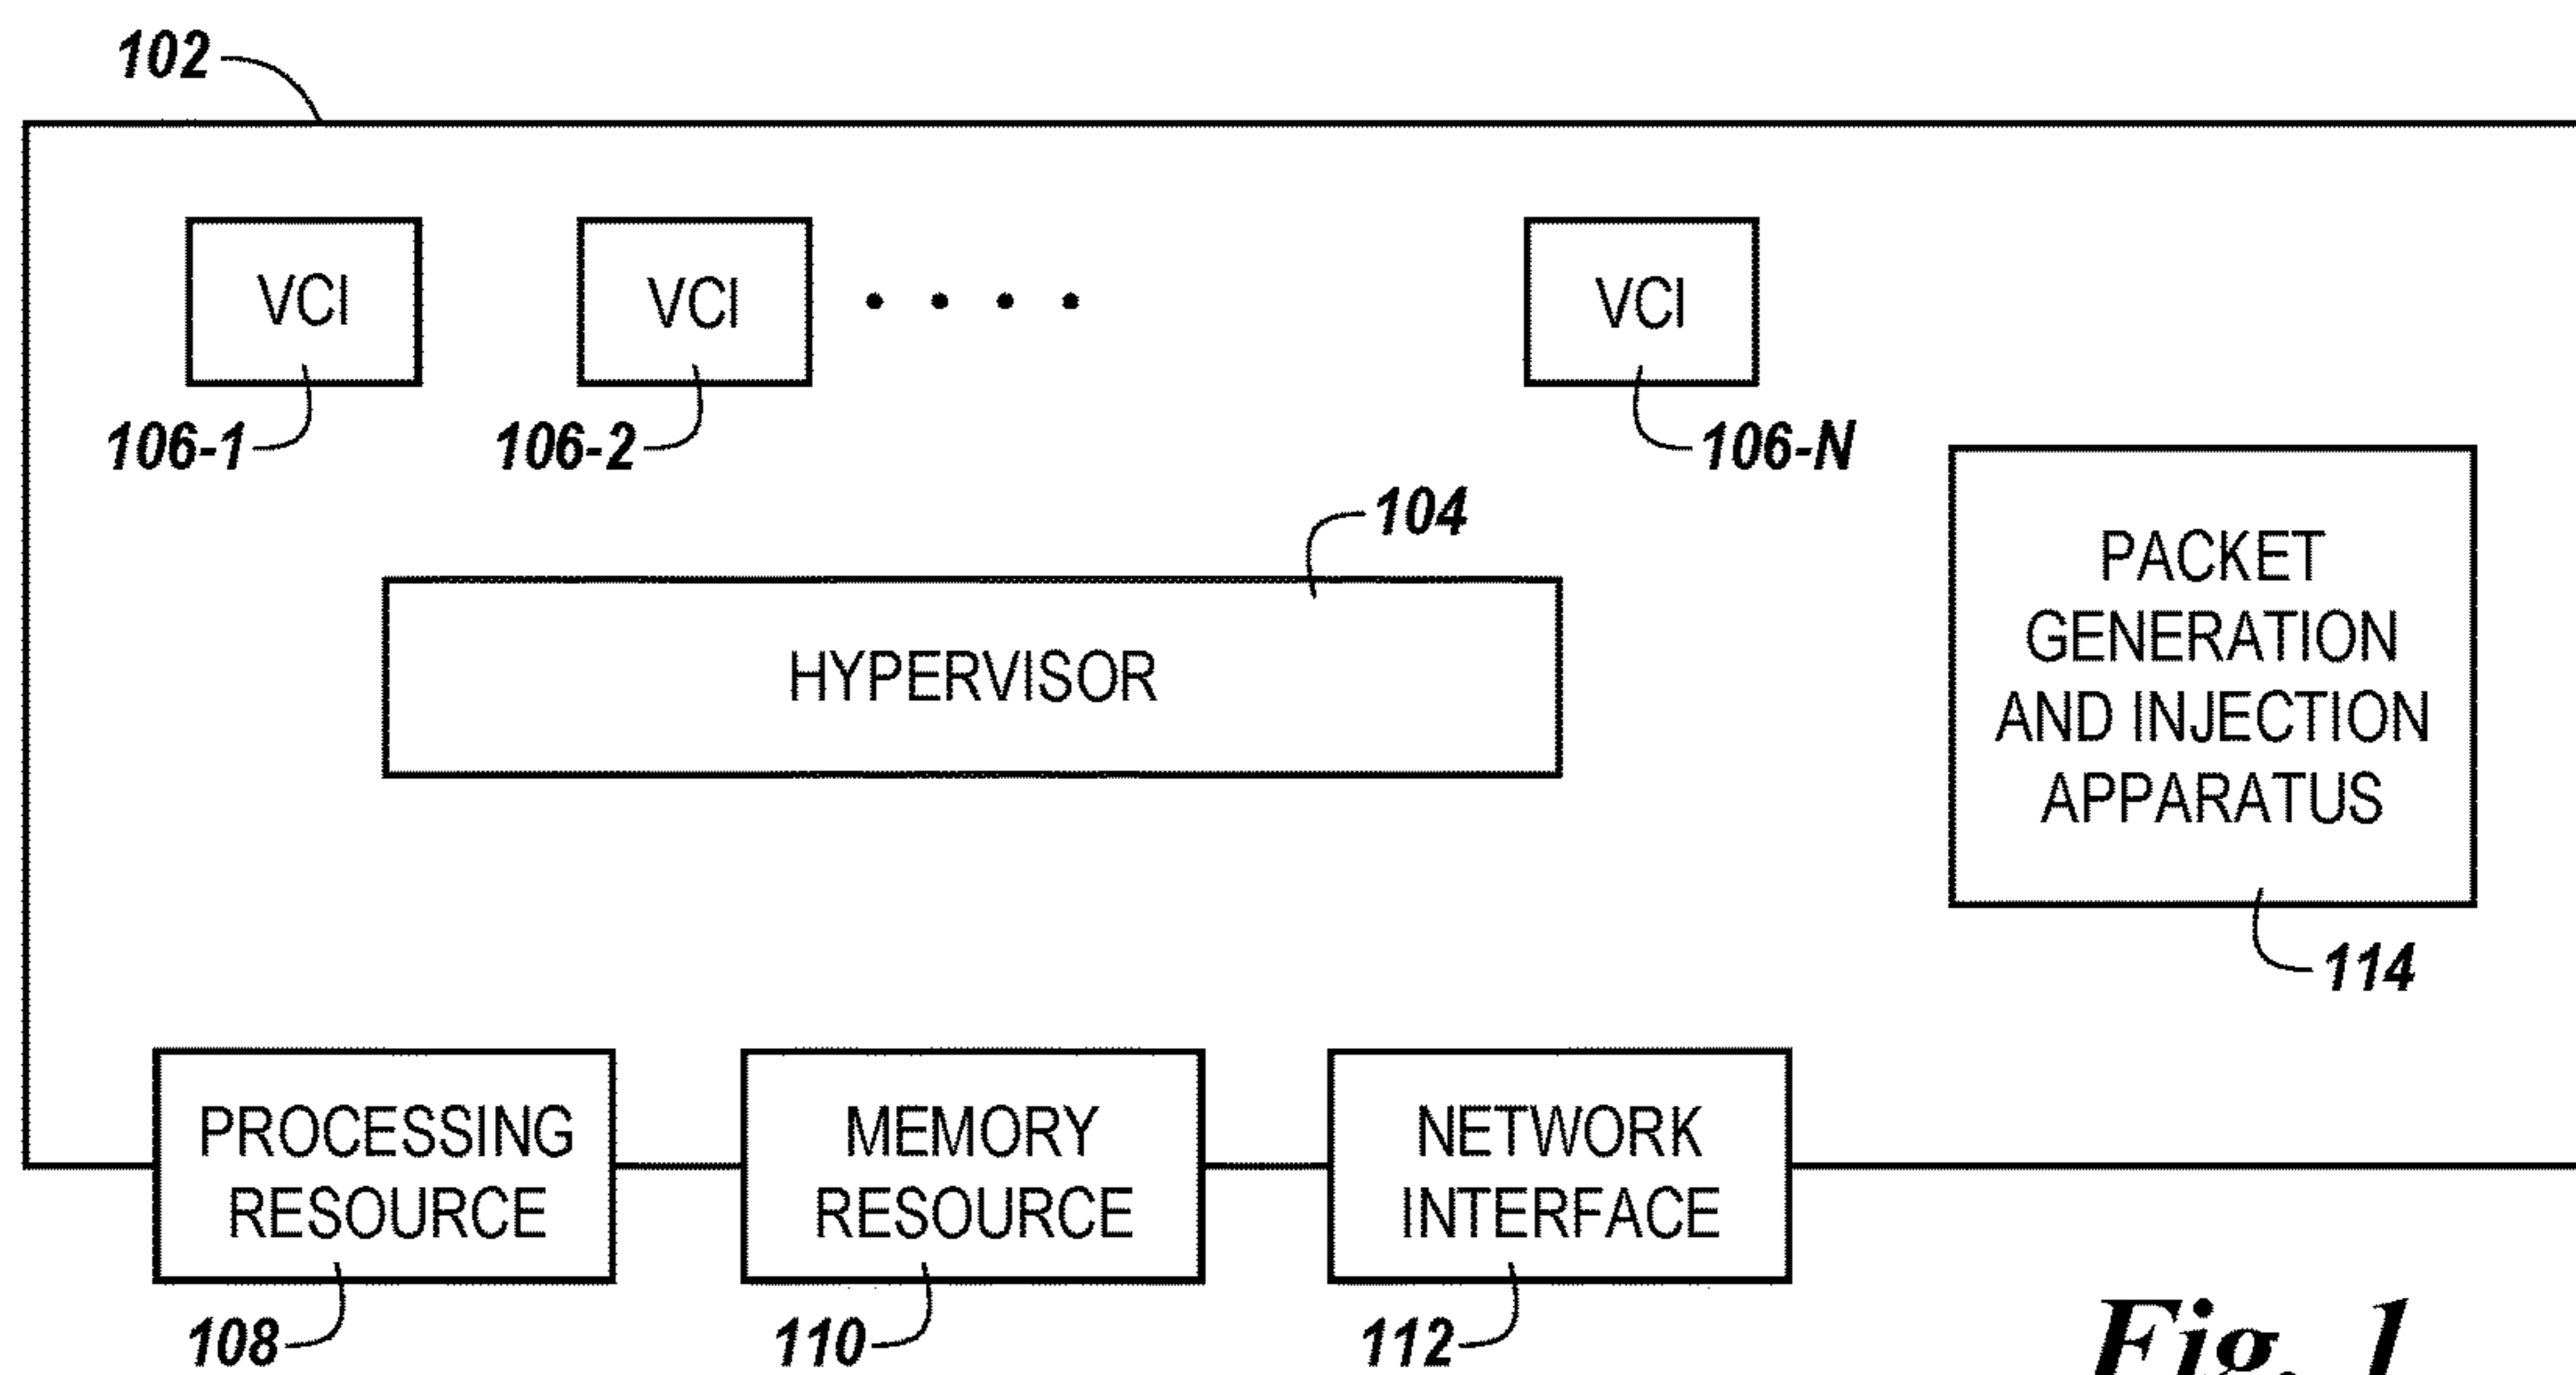 102
VCI
VCI
VCI
106-1
106-2
106-N
104
HYPERVISOR
PACKET
GENERATION
AND INJECTION
APPARATUS
114
PROCESSING
RESOURCE
MEMORY
RESOURCE
NETWORK
INTERFACE
108
110
112
Fig. 1